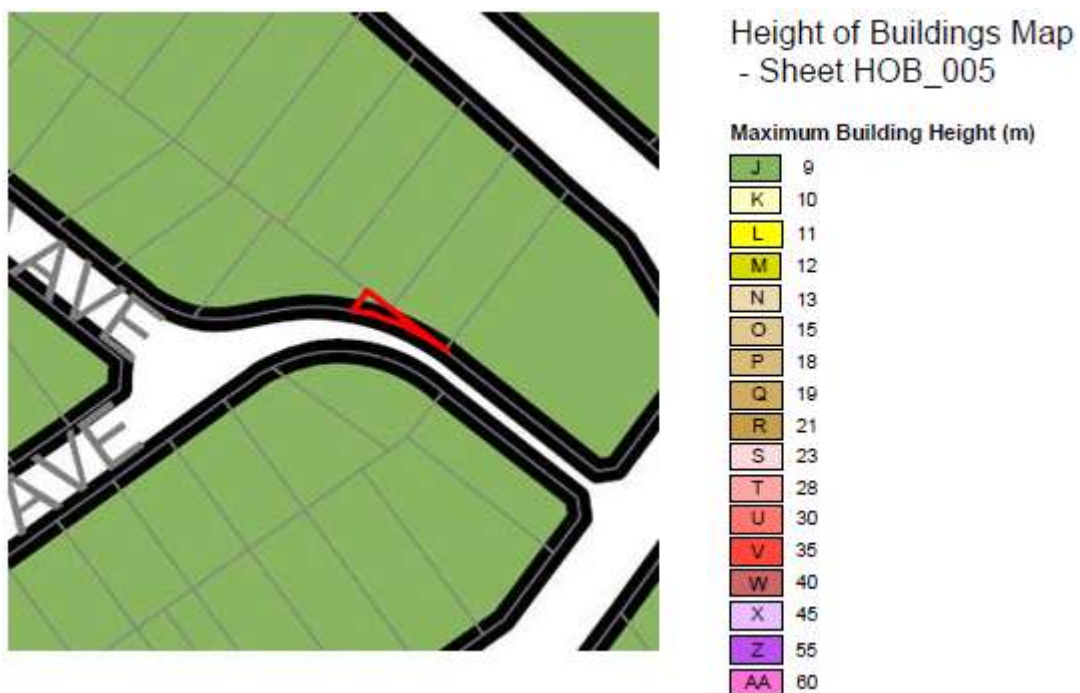 AVE
AVE
Height of Buildings Map
- Sheet HOB_005
Maximum Building Height (m)
J 9
K 10
L 11
M 12
N 13
O 15
P 18
Q 19
R 21
S 23
T 28
U 30
V 35
W 40
X 45
Z 55
AA 60